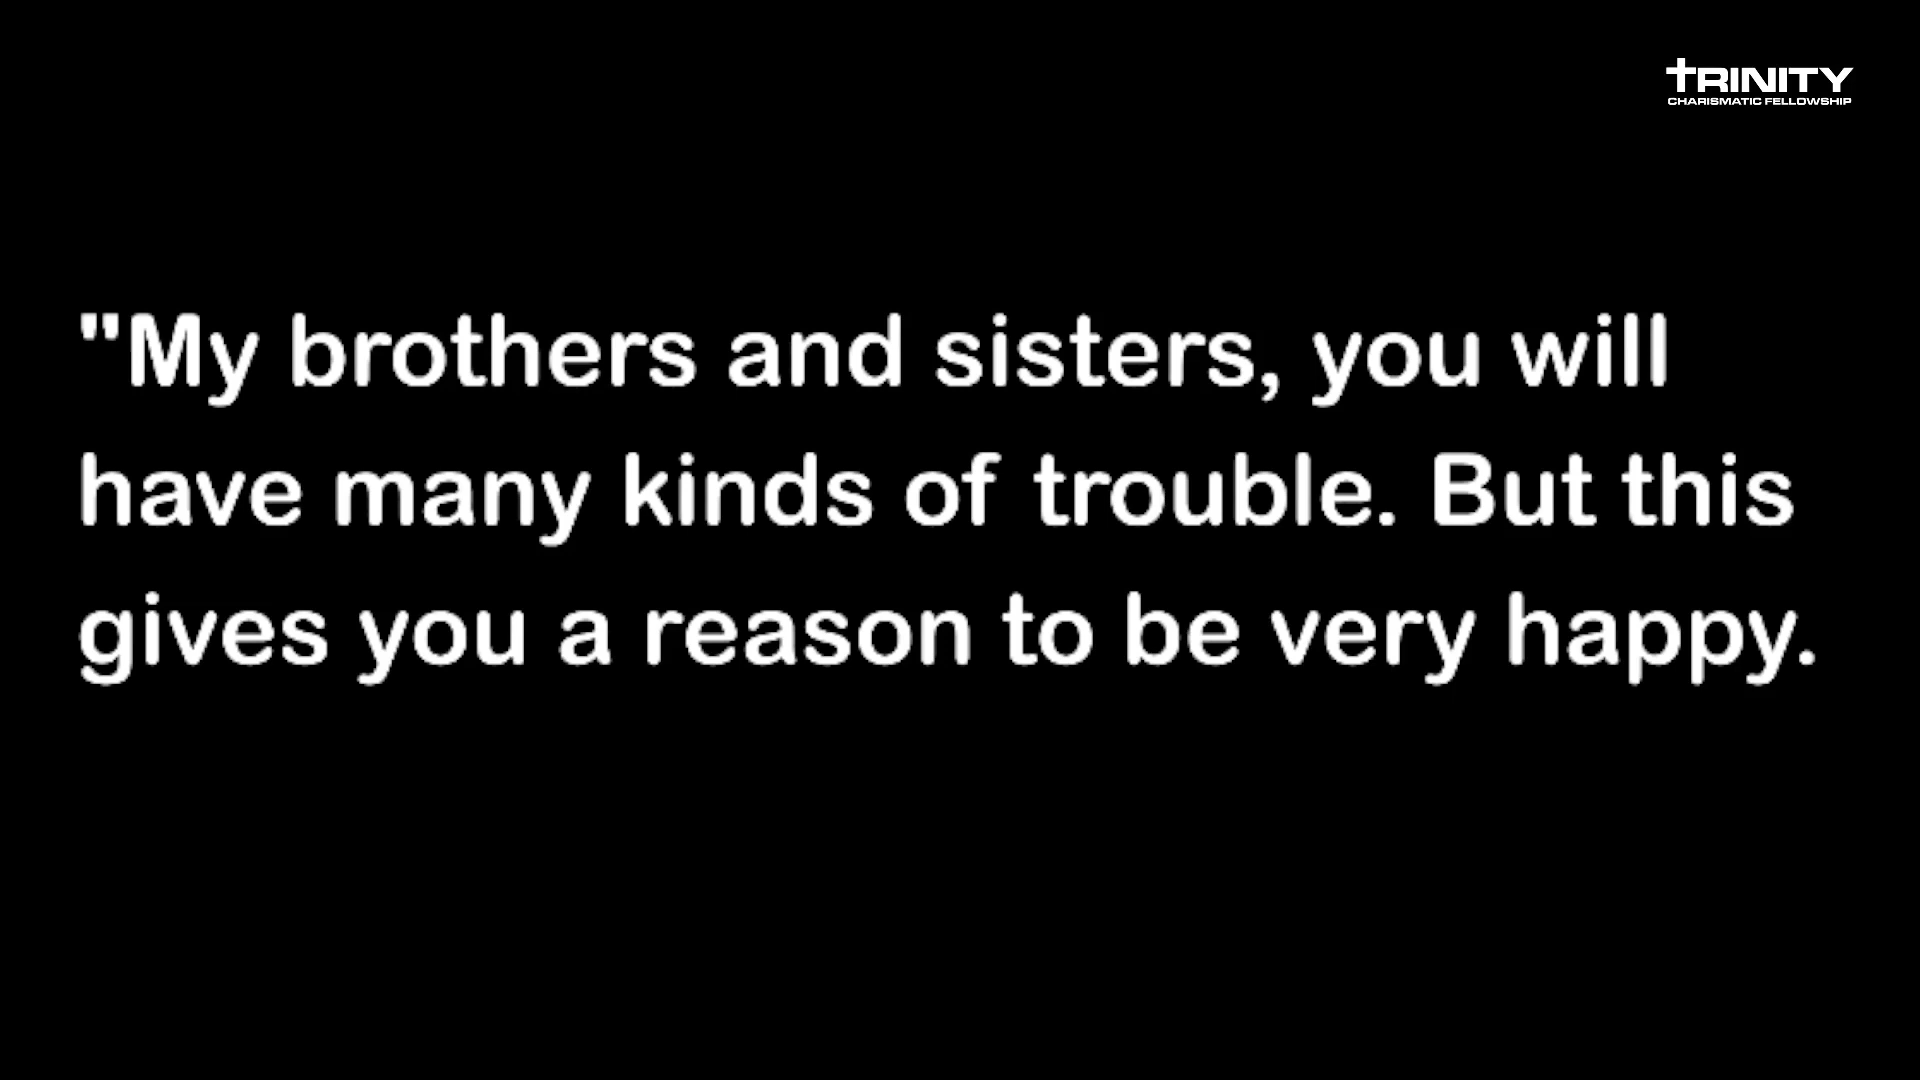 TRINITY
CHARISMATIC FELLOWSHIP
"My brothers and sisters, you will
have many kinds of trouble. But this
gives you a reason to be very happy.